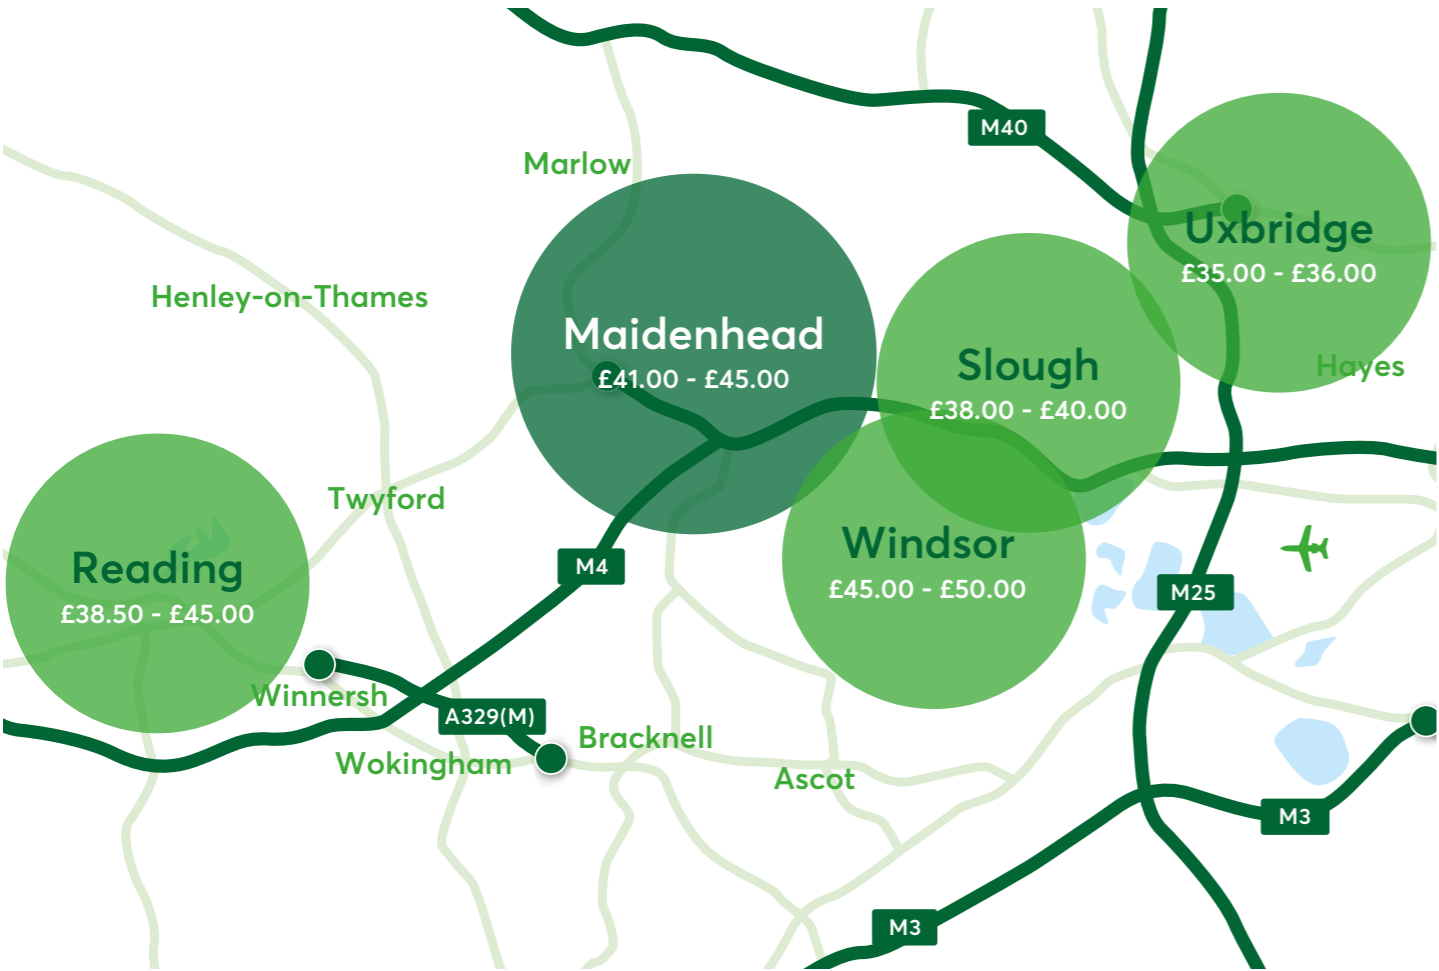 M40
Marlow
Uxbridge
£35.00 - £36.00
Henley-on-Thames
Maidenhead
£41.00 - £45.00
Slough
£38.00 - £40.00
Hayes
Twyford
Windsor
£45.00 - £50.00
Reading
£38.50 - £45.00
M4
M25
Winnersh
A329(M)
Bracknell
Wokingham
Ascot
M3
M3